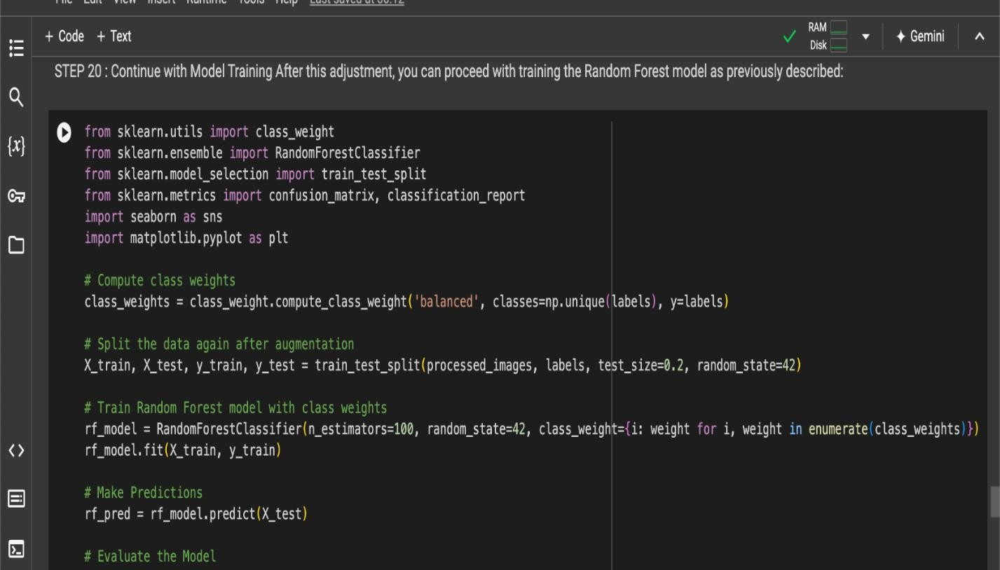 File Edit View Insert Runtime Tools Help Last saved at 00:12
+ Code + Text
RAM
Disk
Gemini
STEP 20 : Continue with Model Training After this adjustment, you can proceed with training the Random Forest model as previously described:
{x}
from sklearn.utils import class_weight
from sklearn.ensemble import RandomForestClassifier
from sklearn.model_selection import train_test_split
from sklearn.metrics import confusion_matrix, classification_report
import seaborn as sns
import matplotlib.pyplot as plt
# Compute class weights
class_weights = class_weight.compute_class_weight('balanced', classes=np.unique(labels), y=labels)
# Split the data again after augmentation
X_train, X_test, y_train, y_test = train_test_split(processed_images, labels, test_size=0.2, random_state=42)
# Train Random Forest model with class weights
rf_model = RandomForestClassifier(n_estimators=100, random_state=42, class_weight={i: weight for i, weight in enumerate(class_weights)})
rf_model.fit(X_train, y_train)
# Make Predictions
rf_pred = rf_model.predict(X_test)
# Evaluate the Model